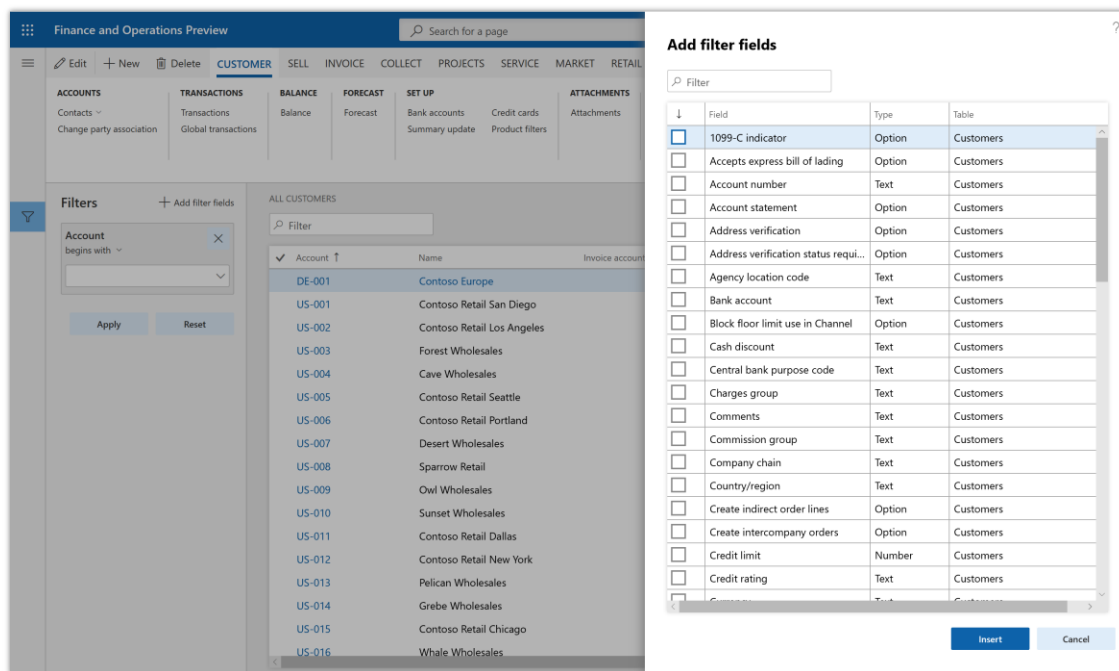 Finance and Operations Preview
Search for a page
Edit New Delete CUSTOMER SELL INVOICE COLLECT PROJECTS SERVICE MARKET RETAIL
ACCOUNTS TRANSACTIONS BALANCE FORECAST SET UP ATTACHMENTS
Contacts Transactions Balance Forecast Bank accounts Credit cards Attachments
Change party association Global transactions Summary update Product filters
Filters Add filter fields
Account
begins with
Apply Reset
ALL CUSTOMERS
Filter
Account Name Invoice account
DE-001 Contoso Europe
US-001 Contoso Retail San Diego
US-002 Contoso Retail Los Angeles
US-003 Forest Wholesales
US-004 Cave Wholesales
US-005 Contoso Retail Seattle
US-006 Contoso Retail Portland
US-007 Desert Wholesales
US-008 Sparrow Retail
US-009 Owl Wholesales
US-010 Sunset Wholesales
US-011 Contoso Retail Dallas
US-012 Contoso Retail New York
US-013 Pelican Wholesales
US-014 Grebe Wholesales
US-015 Contoso Retail Chicago
US-016 Whale Wholesales
?
Add filter fields
Filter
Field Type Table
1099-C indicator Option Customers
Accepts express bill of lading Option Customers
Account number Text Customers
Account statement Option Customers
Address verification Option Customers
Address verification status requi... Option Customers
Agency location code Text Customers
Bank account Text Customers
Block floor limit use in Channel Option Customers
Cash discount Text Customers
Central bank purpose code Text Customers
Charges group Text Customers
Comments Text Customers
Commission group Text Customers
Company chain Text Customers
Country/region Text Customers
Create indirect order lines Option Customers
Create intercompany orders Option Customers
Credit limit Number Customers
Credit rating Text Customers
Insert Cancel